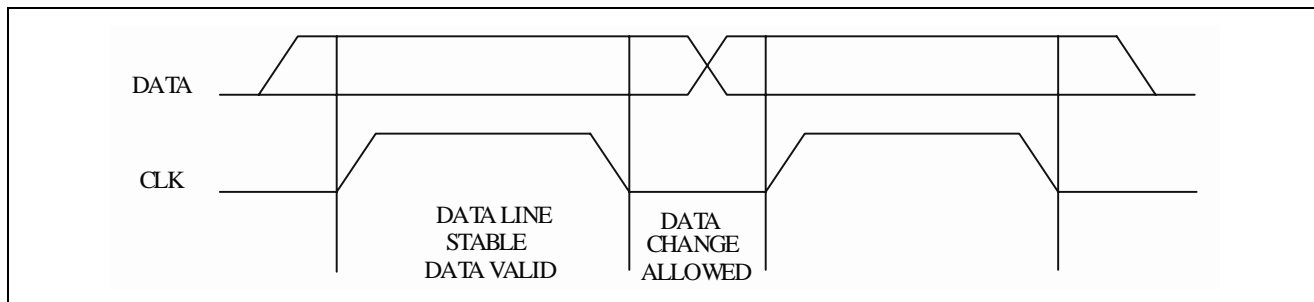 DATA
CLK
DATA LINE
STABLE
DATA VALID
DATA
CHANGE
ALLOWED